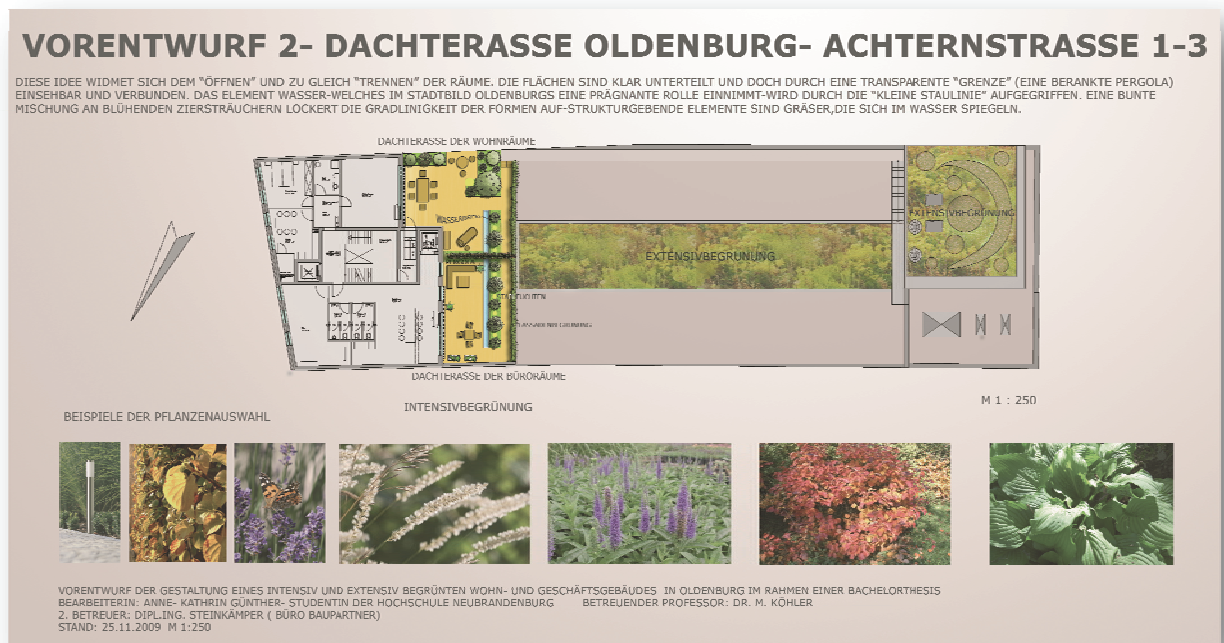 VORENTWURF 2- DACHTERASSE OLDENBURG- ACHTERNSTRASSE 1-3
DIESE IDEE WIDMET SICH DEM "ÖFFNEN" UND ZU GLEICH "TRENNEN" DER RÄUME. DIE FLÄCHEN SIND KLAR UNTERTEILT UND DOCH DURCH EINE TRANSPARENTE "GRENZE" (EINE BERANKTE PERGOLA)
EINSEHBAR UND VERBUNDEN. DAS ELEMENT WASSER-WELCHES IM STADTBILD OLDENBURGS EINE PRÄGNANTE ROLLE EINNIMMT-WIRD DURCH DIE "KLEINE STAULINIE" AUFGEGRIFFEN. EINE BUNTE
MISCHUNG AN BLÜHENDEN ZIERSTRÄUCHERN LOCKERT DIE GRADLINIGKEIT DER FORMEN AUF-STRUKTURGEBENDE ELEMENTE SIND GRÄSER,DIE SICH IM WASSER SPIEGELN.
DACHTERASSE DER WOHNRÄUME
EXTENSIVBEGRÜNUNG
EXTENSIVBEGRÜNUNG
DACHTERASSE DER BÜRORÄUME
INTENSIVBEGRÜNUNG
M 1 : 250
BEISPIELE DER PFLANZENAUSWAHL
VORENTWURF DER GESTALTUNG EINES INTENSIV UND EXTENSIV BEGRÜNTEN WOHN- UND GESCHÄFTSGEBÄUDES IN OLDENBURG IM RAHMEN EINER BACHELORTHESIS
BEARBEITERIN: ANNE- KATHRIN GÜNTHER- STUDENTIN DER HOCHSCHULE NEUBRANDENBURG BETREUENDER PROFESSOR: DR. M. KÖHLER
2. BETREUER: DIPL.ING. STEINKÄMPER ( BÜRO BAUPARTNER)
STAND: 25.11.2009 M 1:250